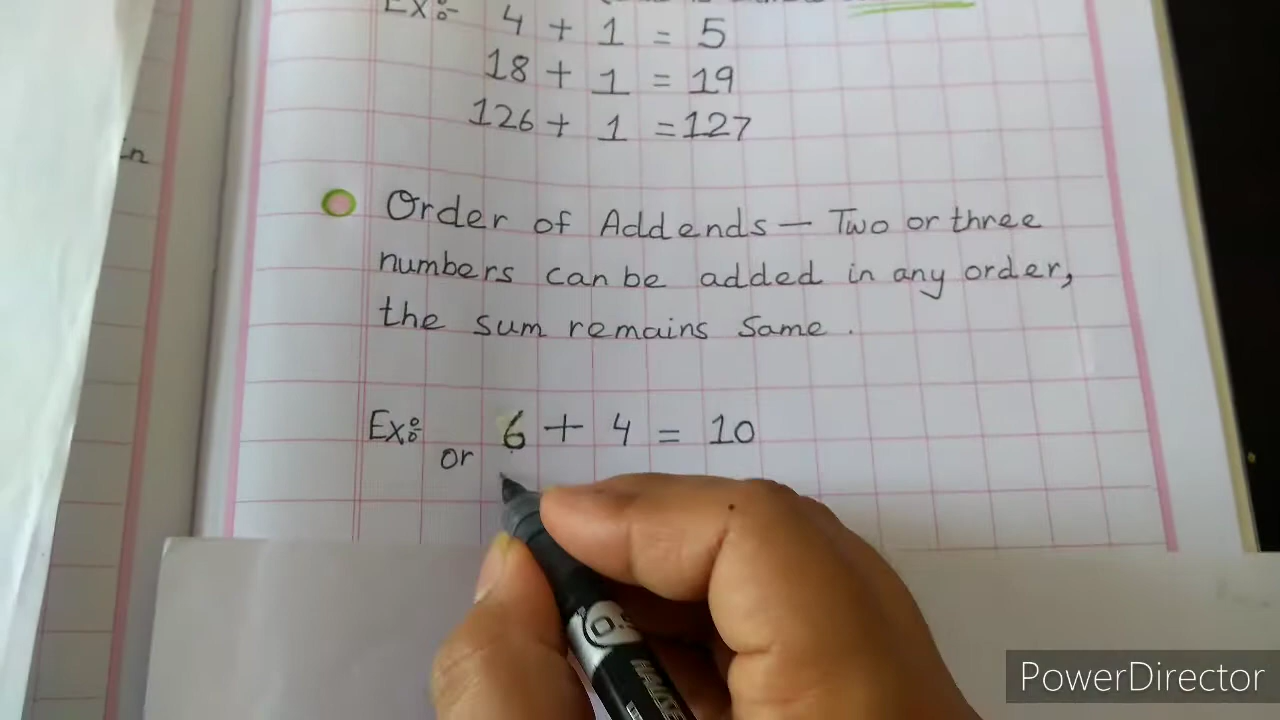 Ex:- 4 + 1 = 5
18 + 1 = 19
126 + 1 = 127
in
Order of Addends — Two or three
numbers can be added in any order,
the sum remains same .
Ex: 6 + 4 = 10
or
PowerDirector